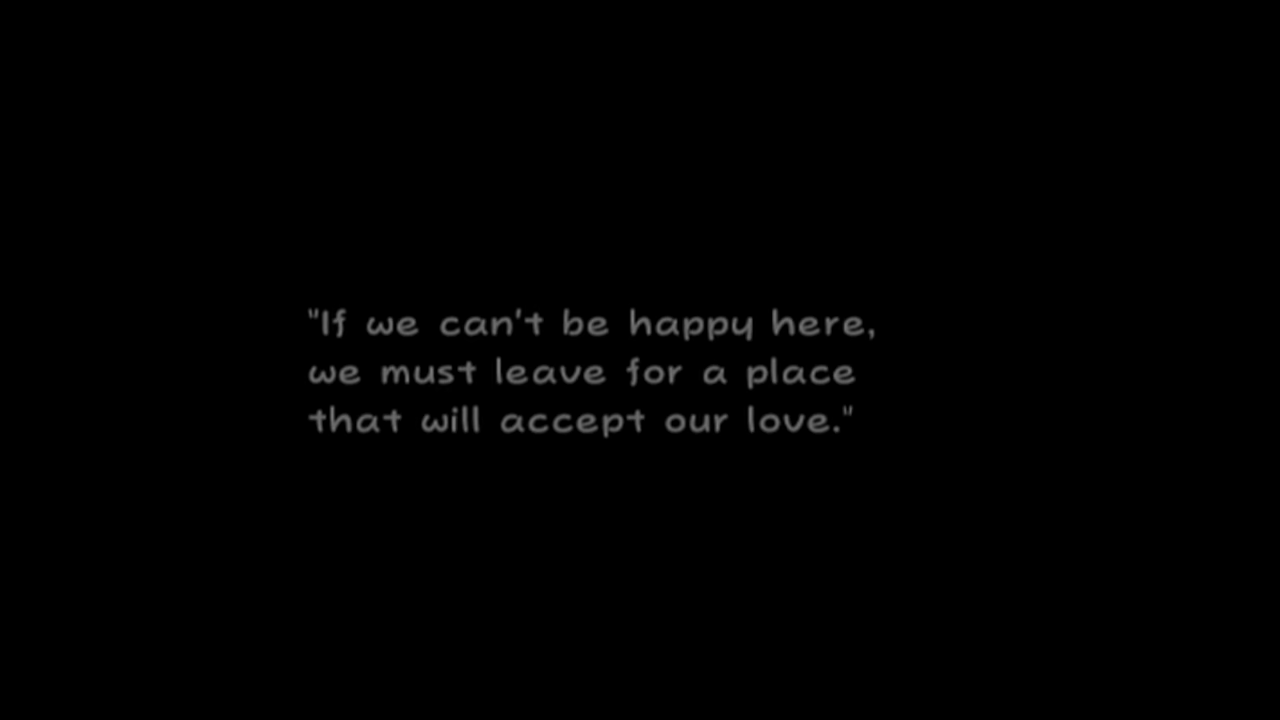 "If we can't be happy here,
we must leave for a place
that will accept our love."